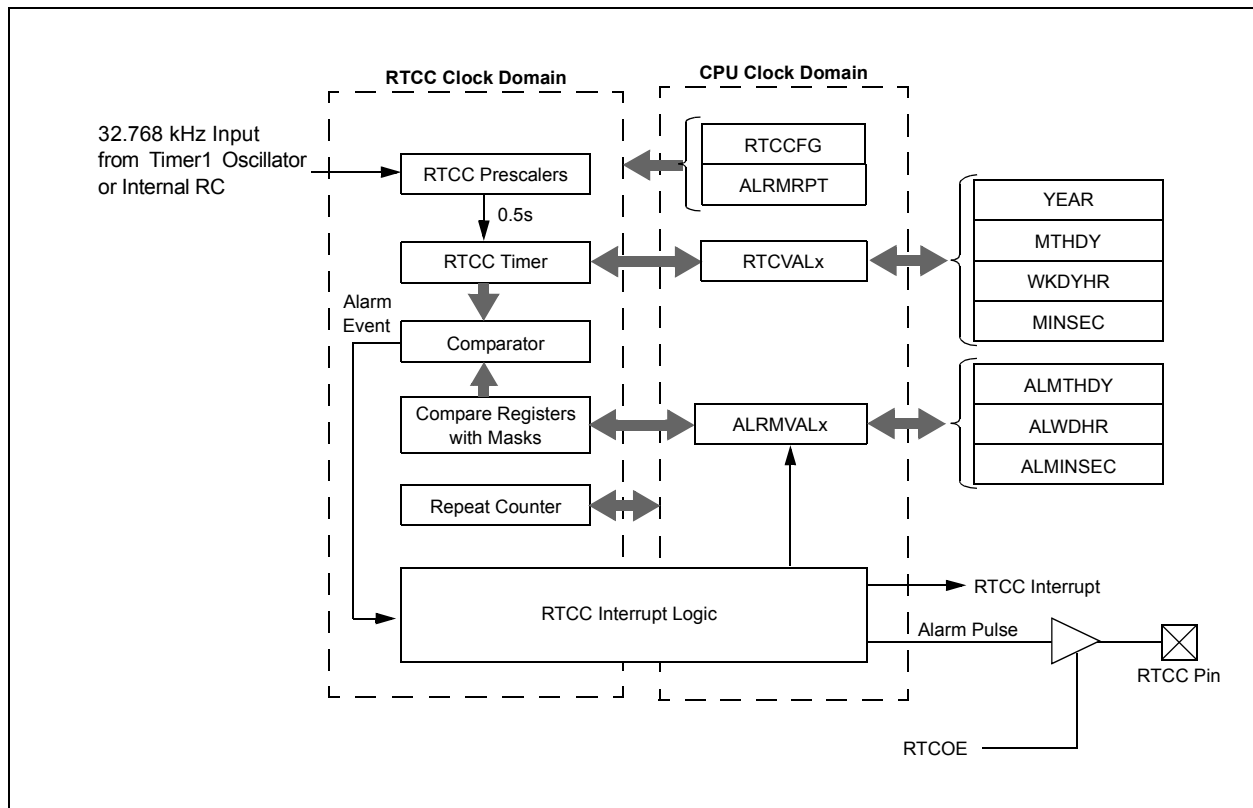 RTCC Clock Domain
CPU Clock Domain
32.768 kHz Input
from Timer1 Oscillator
or Internal RC
RTCC Prescalers
0.5s
RTCC Timer
Alarm
Event
Comparator
Compare Registers
with Masks
Repeat Counter
RTCC Interrupt Logic
RTCCFG
ALRMRPT
RTCVALx
ALRMVALx
YEAR
MTHDY
WKDYHR
MINSEC
ALMTHDY
ALWDHR
ALMINSEC
RTCC Interrupt
Alarm Pulse
RTCC Pin
RTCOE